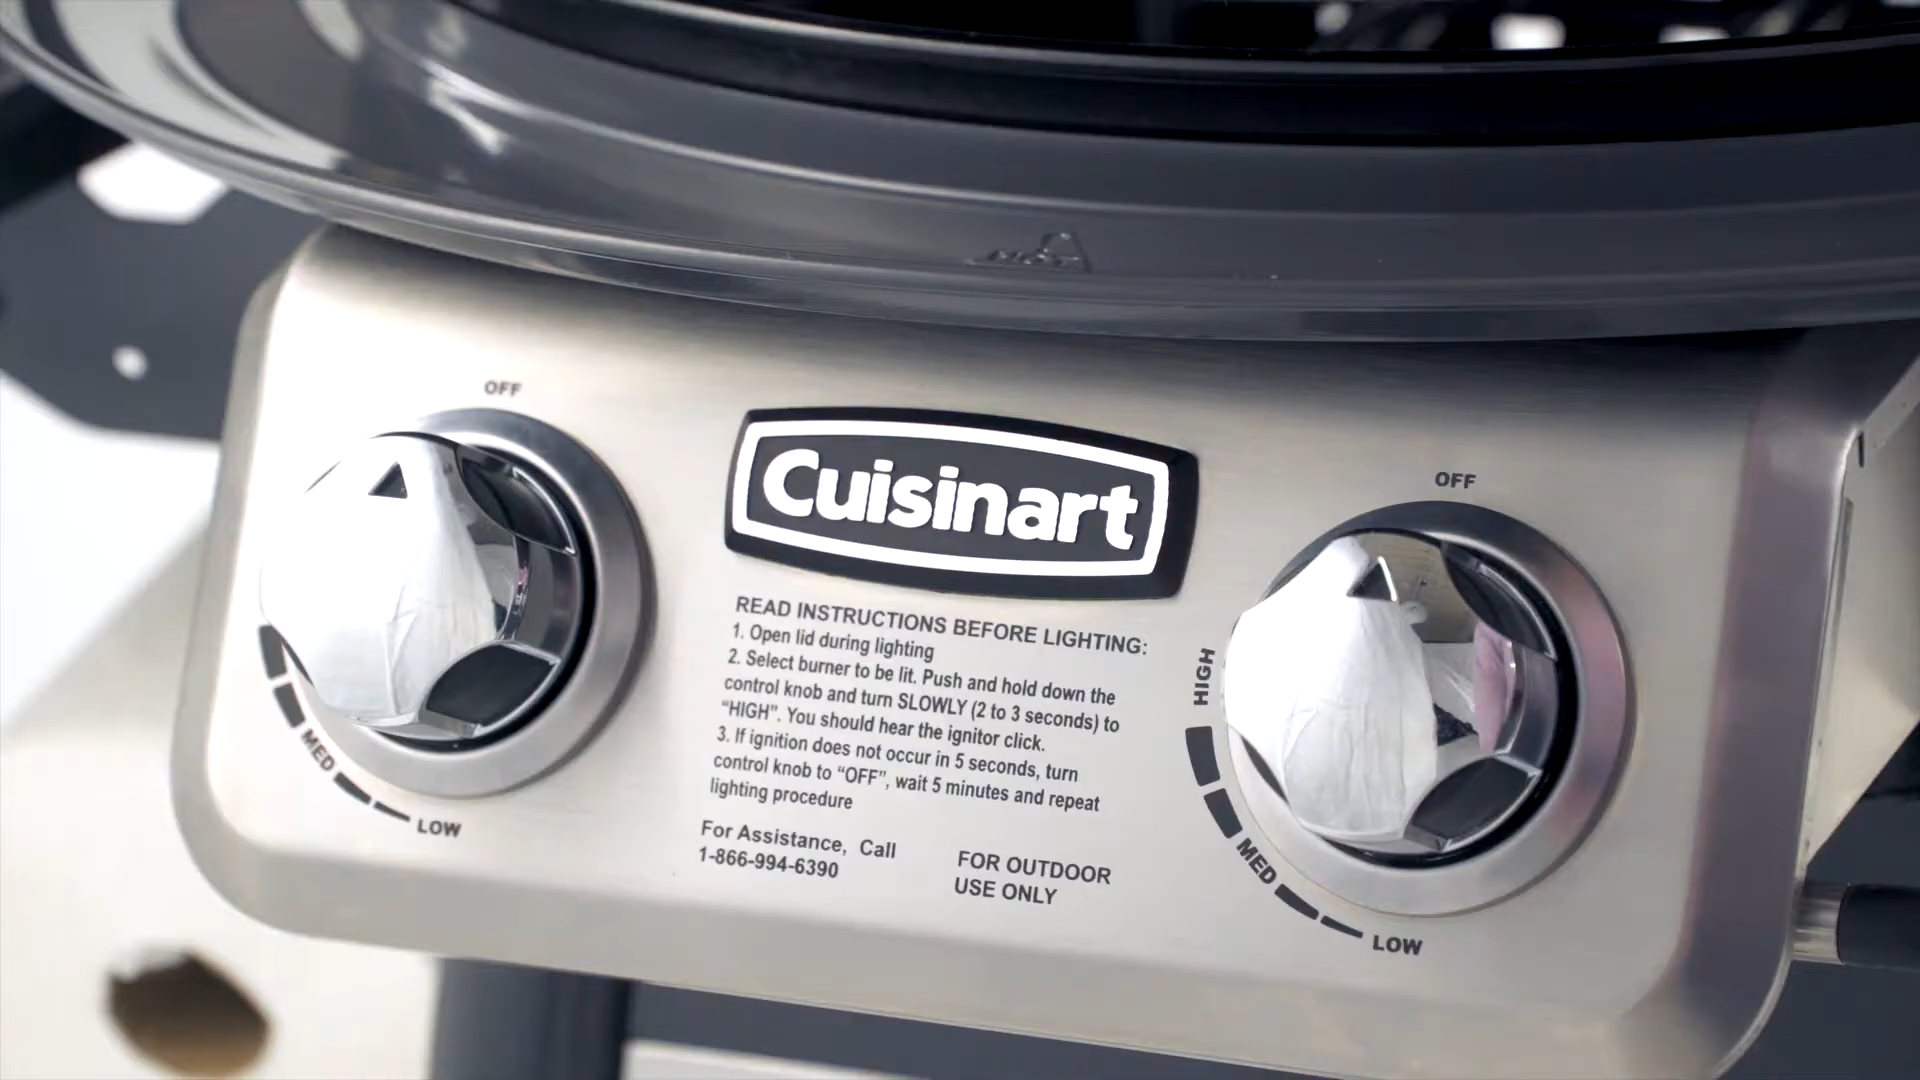 OFF
MED
LOW
Cuisinart
READ INSTRUCTIONS BEFORE LIGHTING:
1. Open lid during lighting
2. Select burner to be lit. Push and hold down the
control knob and turn SLOWLY (2 to 3 seconds) to
“HIGH”. You should hear the ignitor click.
3. If ignition does not occur in 5 seconds, turn
control knob to “OFF”, wait 5 minutes and repeat
lighting procedure
For Assistance, Call
1-866-994-6390
FOR OUTDOOR
USE ONLY
OFF
HIGH
MED
LOW